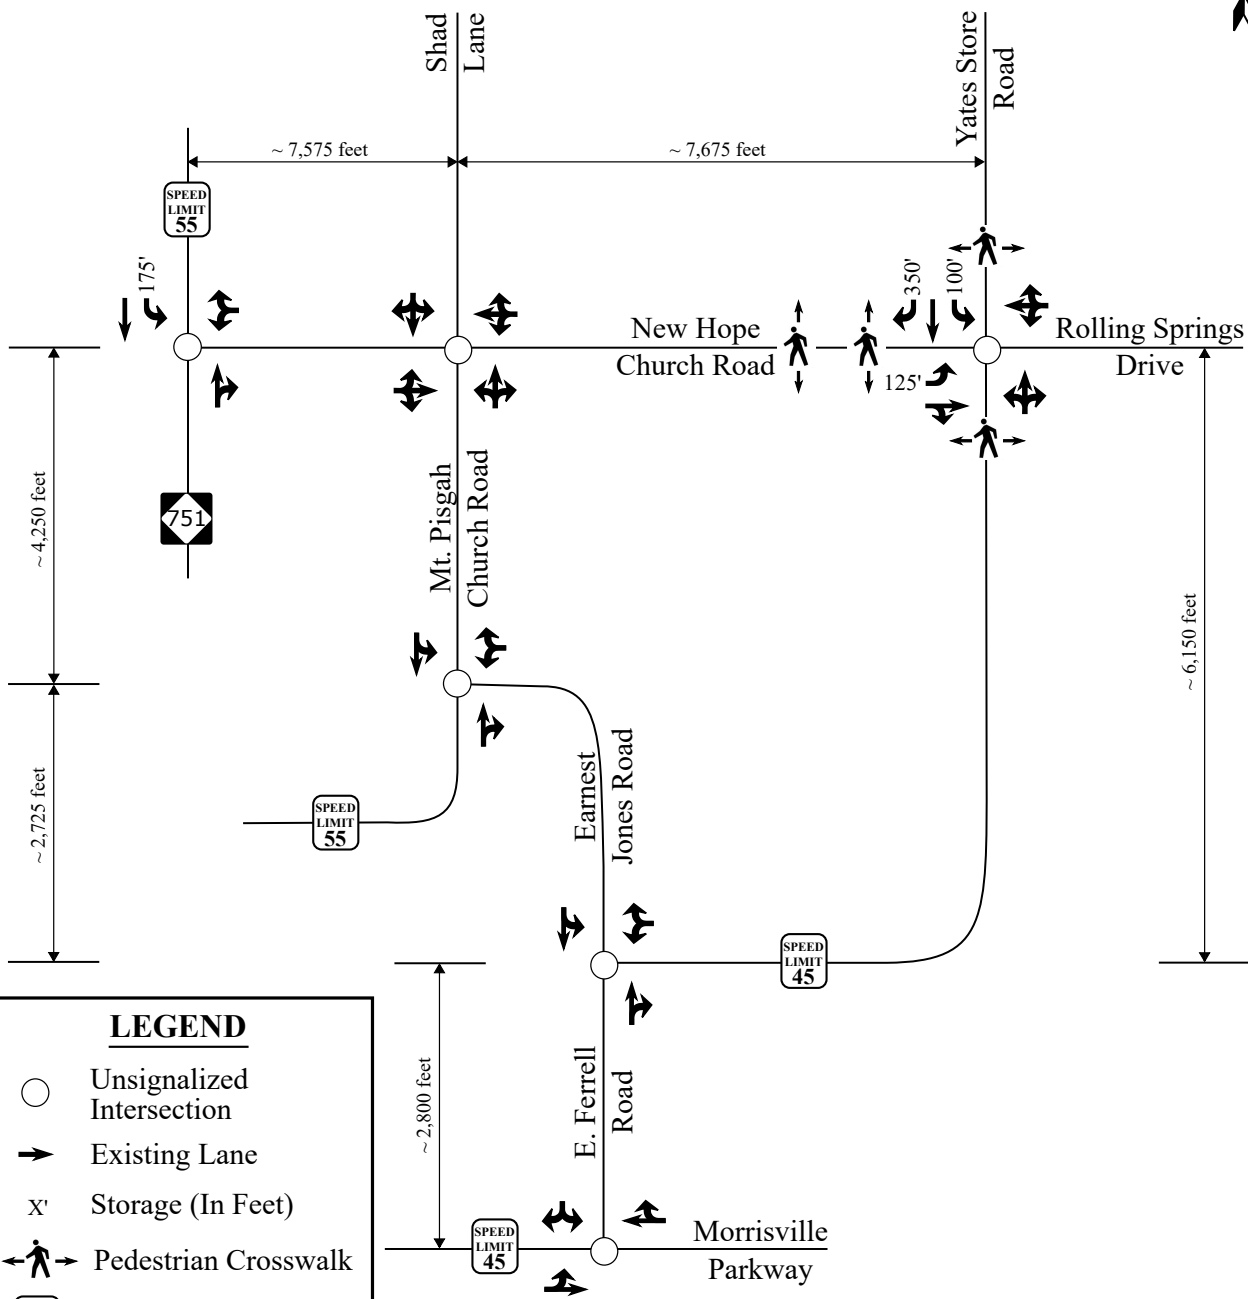 Shad
Lane
Yates Store
Road
~ 7,575 feet
~ 7,675 feet
SPEED
LIMIT
55
175'
350'
100'
New Hope
Church Road
Rolling Springs
Drive
125'
~ 4,250 feet
751
Mt. Pisgah
Church Road
~ 6,150 feet
~ 2,725 feet
SPEED
LIMIT
55
Earnest
Jones Road
SPEED
LIMIT
45
~ 2,800 feet
E. Ferrell
Road
SPEED
LIMIT
45
Morrisville
Parkway
LEGEND
Unsignalized
Intersection
Existing Lane
X' Storage (In Feet)
Pedestrian Crosswalk